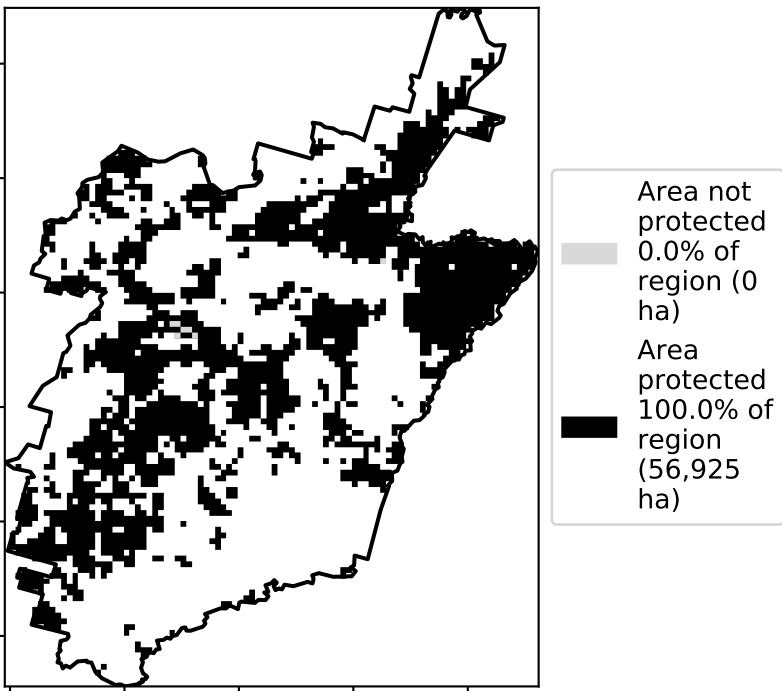 Area not
protected
0.0% of
region (0
ha)
Area
protected
100.0% of
region
(56,925
ha)